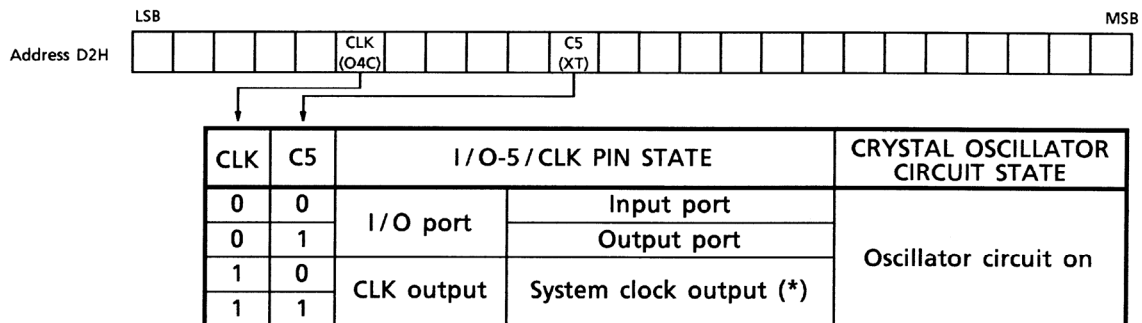 LSB MSB
Address D2H CLK (O4C) C5 (XT)
CLK C5 I/O-5/CLK PIN STATE CRYSTAL OSCILLATOR CIRCUIT STATE
0 0 I/O port Input port Oscillator circuit on
0 1 Output port
1 0 CLK output System clock output (*)
1 1